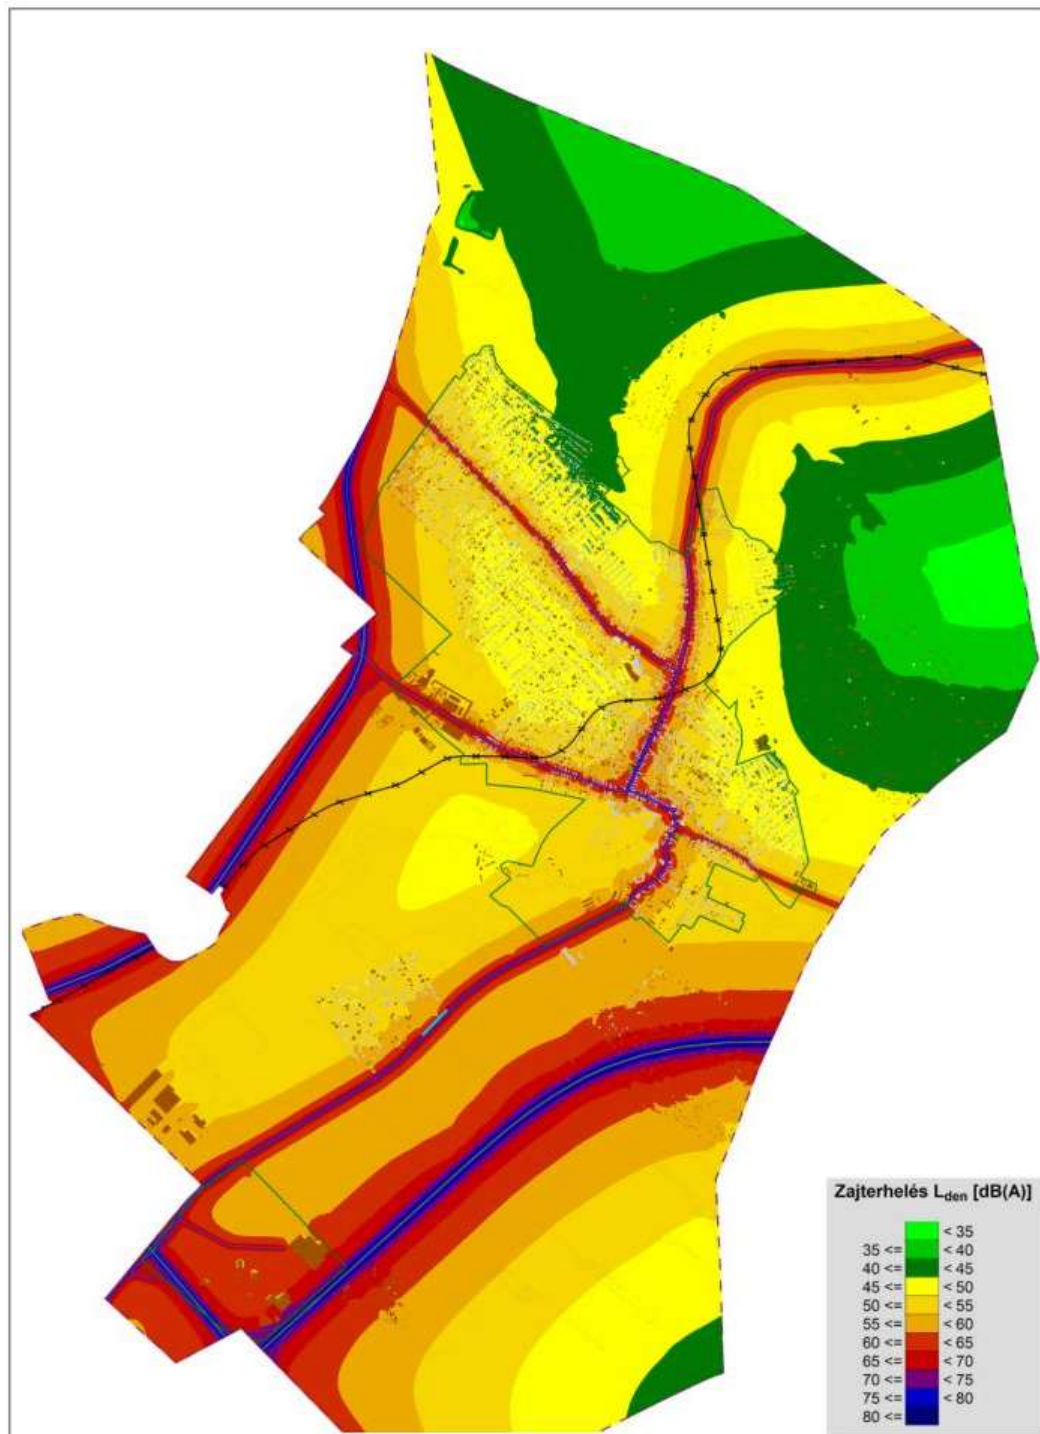 Zajterhelés Lden [dB(A)]
< 35
35 <= < 40
40 <= < 45
45 <= < 50
50 <= < 55
55 <= < 60
60 <= < 65
65 <= < 70
70 <= < 75
75 <= < 80
80 <=